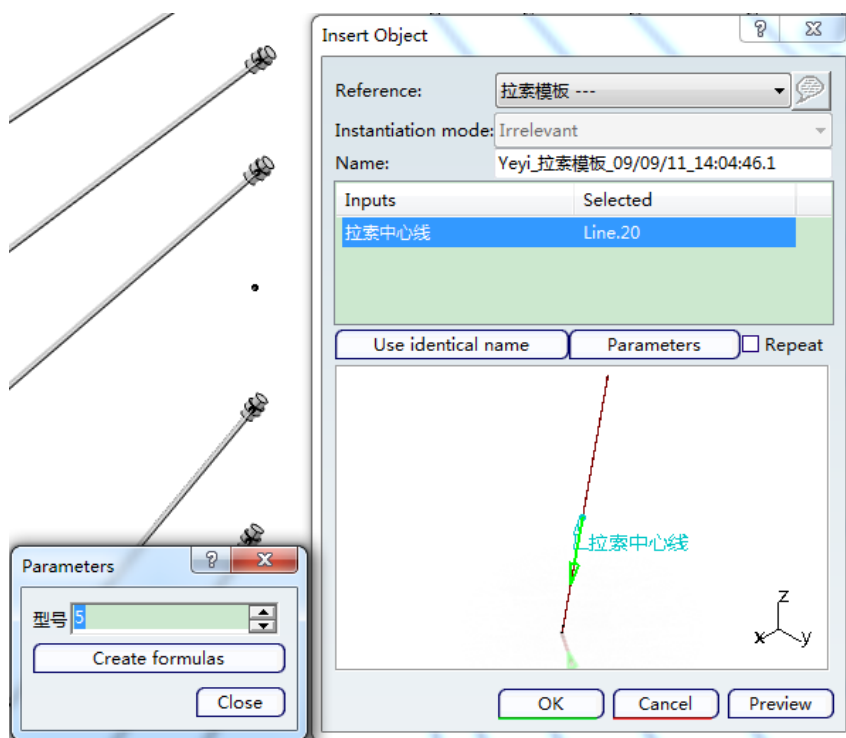 Insert Object
Reference: 拉索模板 ---
Instantiation mode: Irrelevant
Name: Yeyi_拉索模板_09/09/11_14:04:46.1
Inputs Selected
拉索中心线 Line.20
Use identical name Parameters Repeat
拉索中心线
z
x y
OK Cancel Preview
Parameters
型号 5
Create formulas
Close